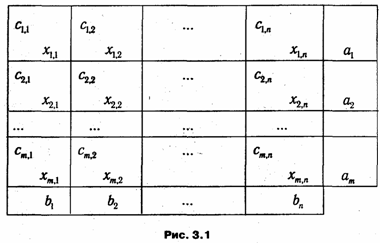 c1,1 c1,2 ... c1,n
x1,1 x1,2 x1,n a1
c2,1 c2,2 c2,n
x2,1 x2,2 x2,n a2
... ... ... ...
cm,1 cm,2 cm,n
xm,1 xm,2 xm,n am
b1 b2 ... bn
Рис. 3.1